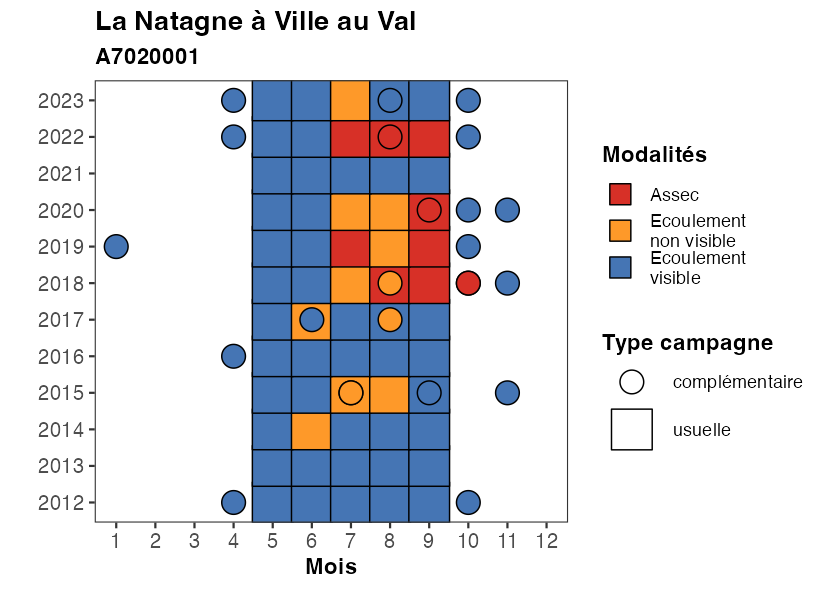 La Natagne à Ville au Val
A7020001
2023
2022
2021
2020
2019
2018
2017
2016
2015
2014
2013
2012
1 2 3 4 5 6 7 8 9 10 11 12
Mois
Modalités
Assec
Ecoulement
non visible
Ecoulement
visible
Type campagne
complémentaire
usuelle